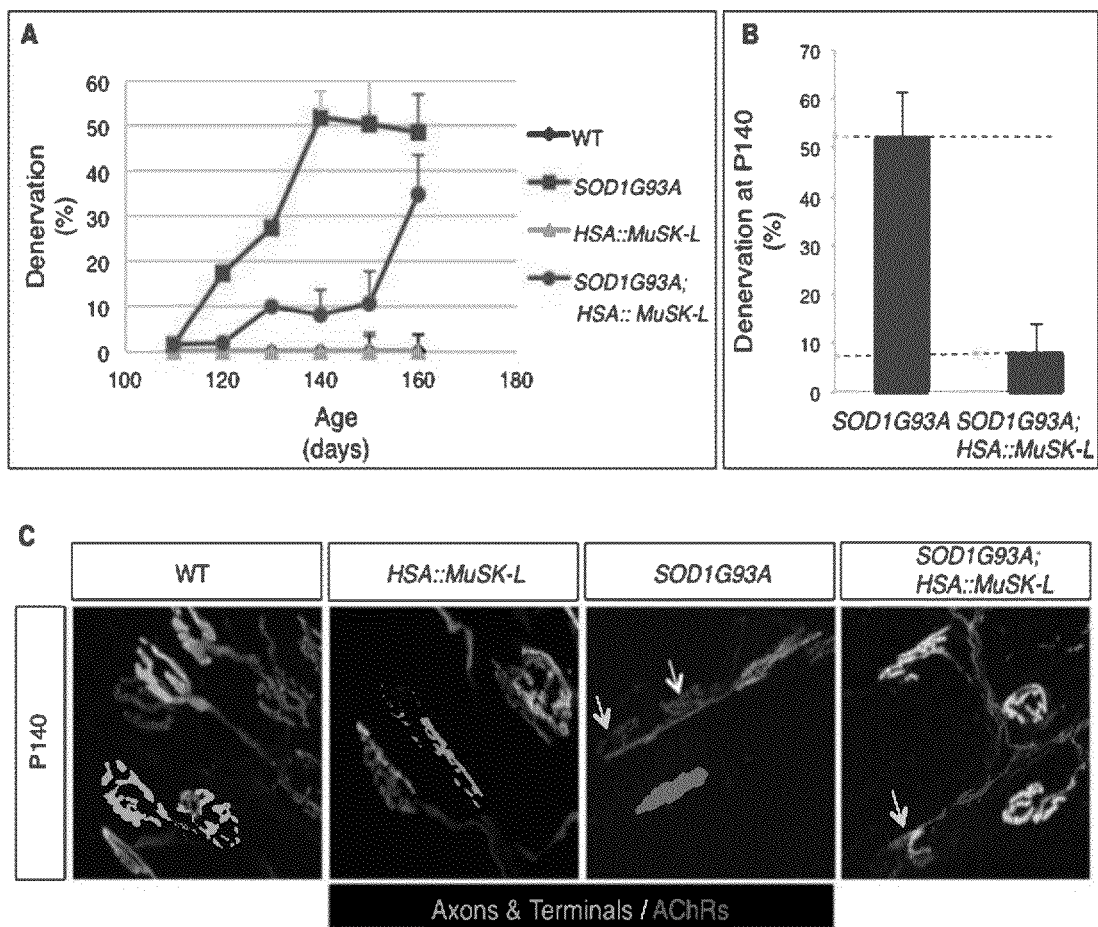 A
60
50
40
30
20
10
0
100
120
140
160
180
Denervation
(%)
Age
(days)
WT
SOD1G93A
HSA::MuSK-L
SOD1G93A;
HSA:: MuSK-L
B
70
60
50
40
30
20
10
0
Denervation at P140
(%)
SOD1G93A SOD1G93A;
HSA::MuSK-L
C
WT
HSA::MuSK-L
SOD1G93A
SOD1G93A;
HSA::MuSK-L
P140
Axons & Terminals / AChRs